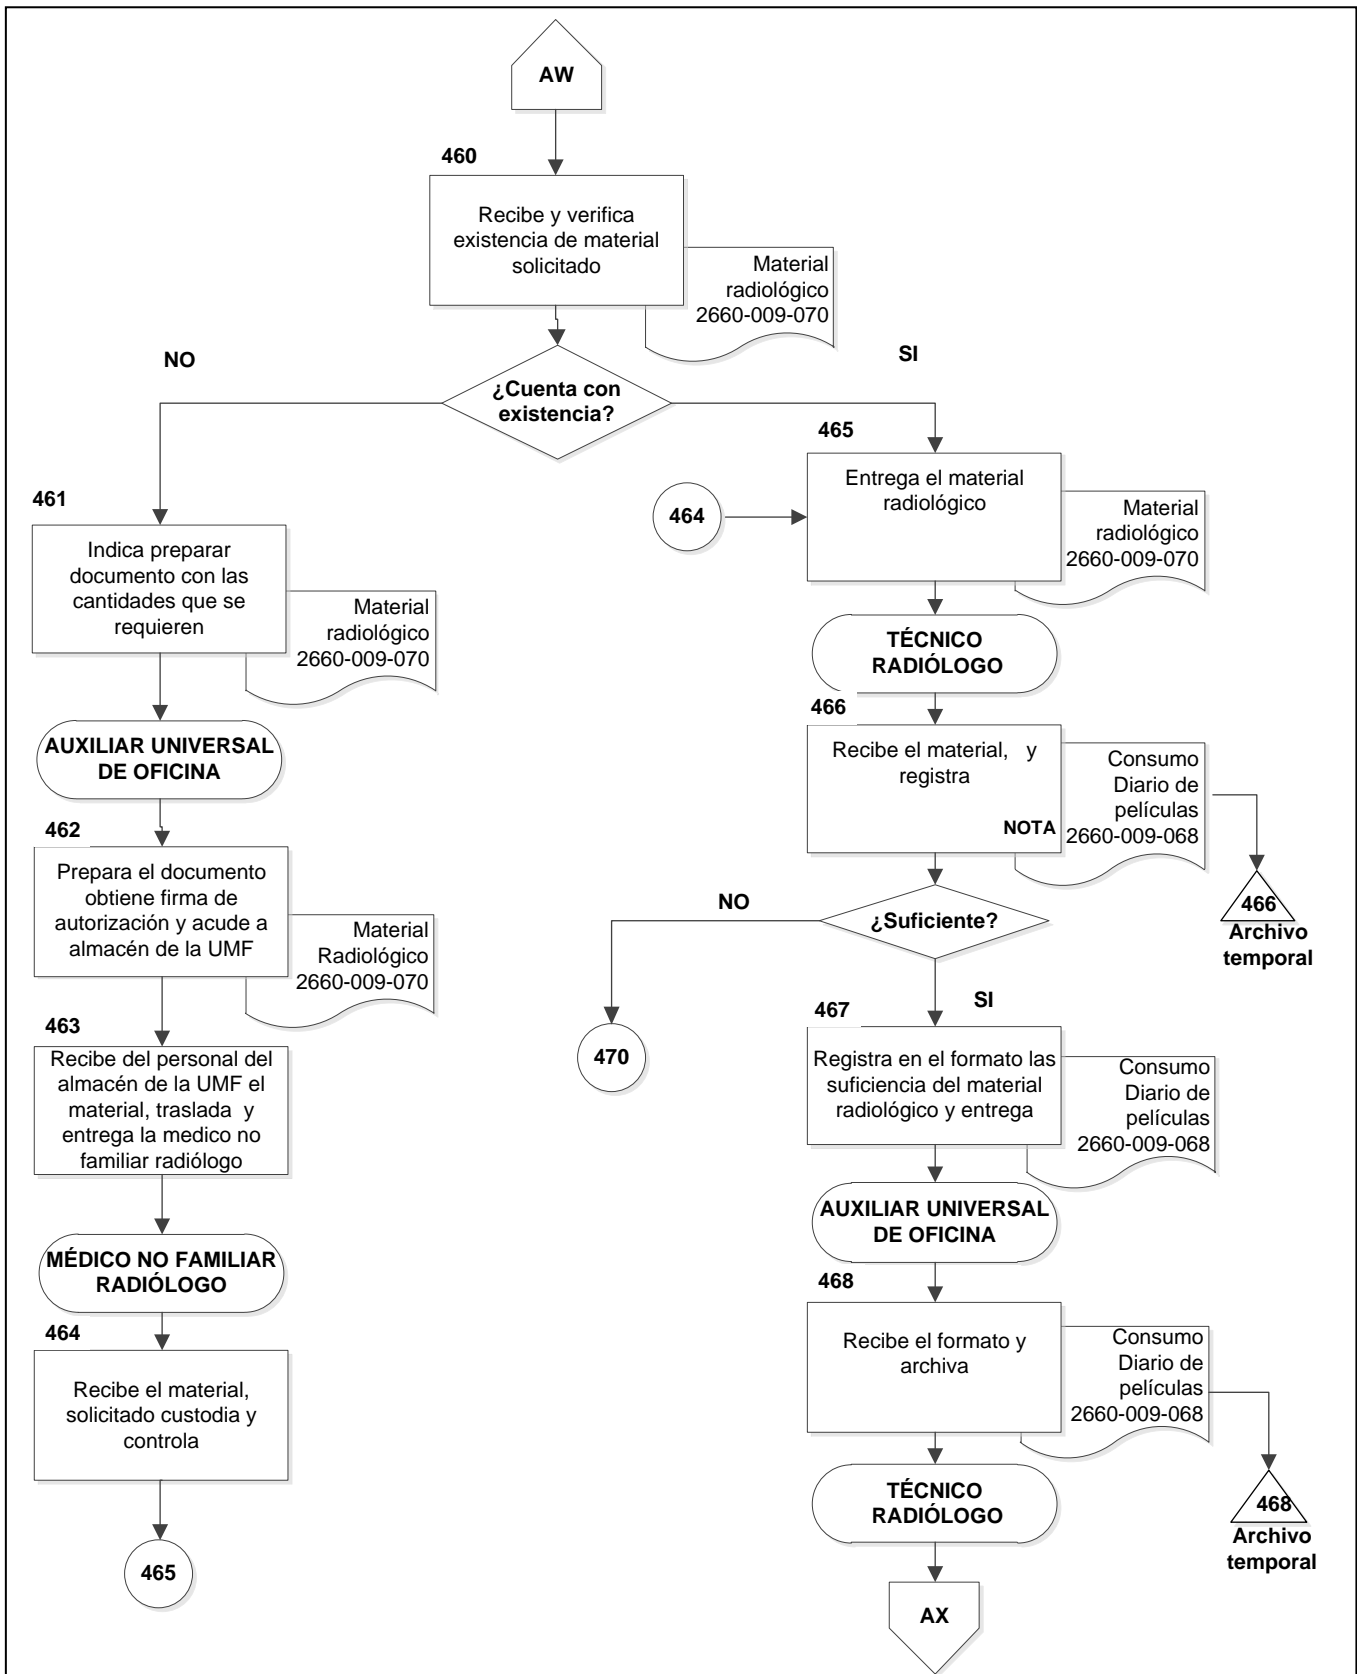 AW
460
Recibe y verifica
existencia de material
solicitado
Material
radiológico
2660-009-070
NO
SI
¿Cuenta con
existencia?
461
Indica preparar
documento con las
cantidades que se
requieren
Material
radiológico
2660-009-070
AUXILIAR UNIVERSAL
DE OFICINA
462
Prepara el documento
obtiene firma de
autorización y acude a
almacén de la UMF
Material
Radiológico
2660-009-070
463
Recibe del personal del
almacén de la UMF el
material, traslada y
entrega la medico no
familiar radiólogo
MÉDICO NO FAMILIAR
RADIÓLOGO
464
Recibe el material,
solicitado custodia y
controla
465
465
464
Entrega el material
radiológico
Material
radiológico
2660-009-070
TÉCNICO
RADIÓLOGO
466
Recibe el material, y
registra
NOTA
Consumo
Diario de
películas
2660-009-068
466
Archivo
temporal
¿Suficiente?
NO
470
SI
467
Registra en el formato las
suficiencia del material
radiológico y entrega
Consumo
Diario de
películas
2660-009-068
AUXILIAR UNIVERSAL
DE OFICINA
468
Recibe el formato y
archiva
Consumo
Diario de
películas
2660-009-068
468
Archivo
temporal
TÉCNICO
RADIÓLOGO
AX